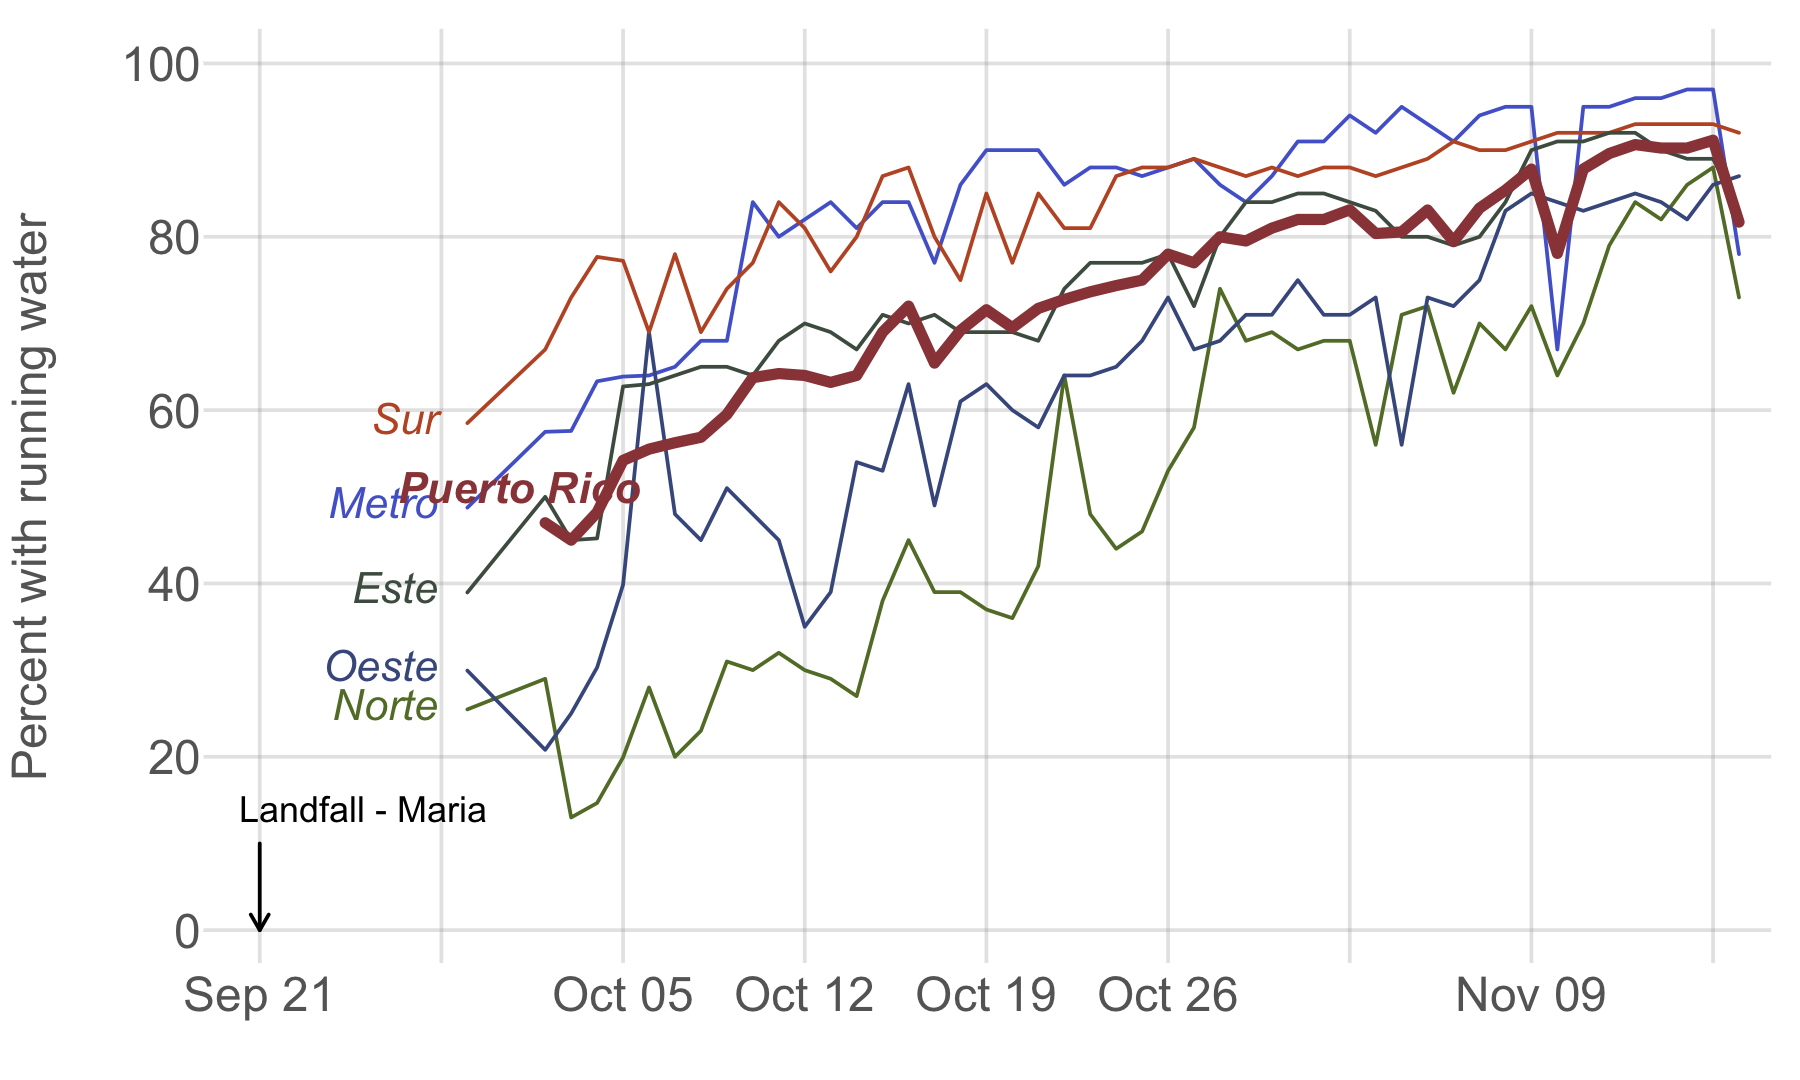 Percent with running water
100
80
60
40
20
0
Sur
Puerto Rico
Metro
Este
Oeste
Norte
Landfall - Maria
Sep 21
Oct 05
Oct 12
Oct 19
Oct 26
Nov 09